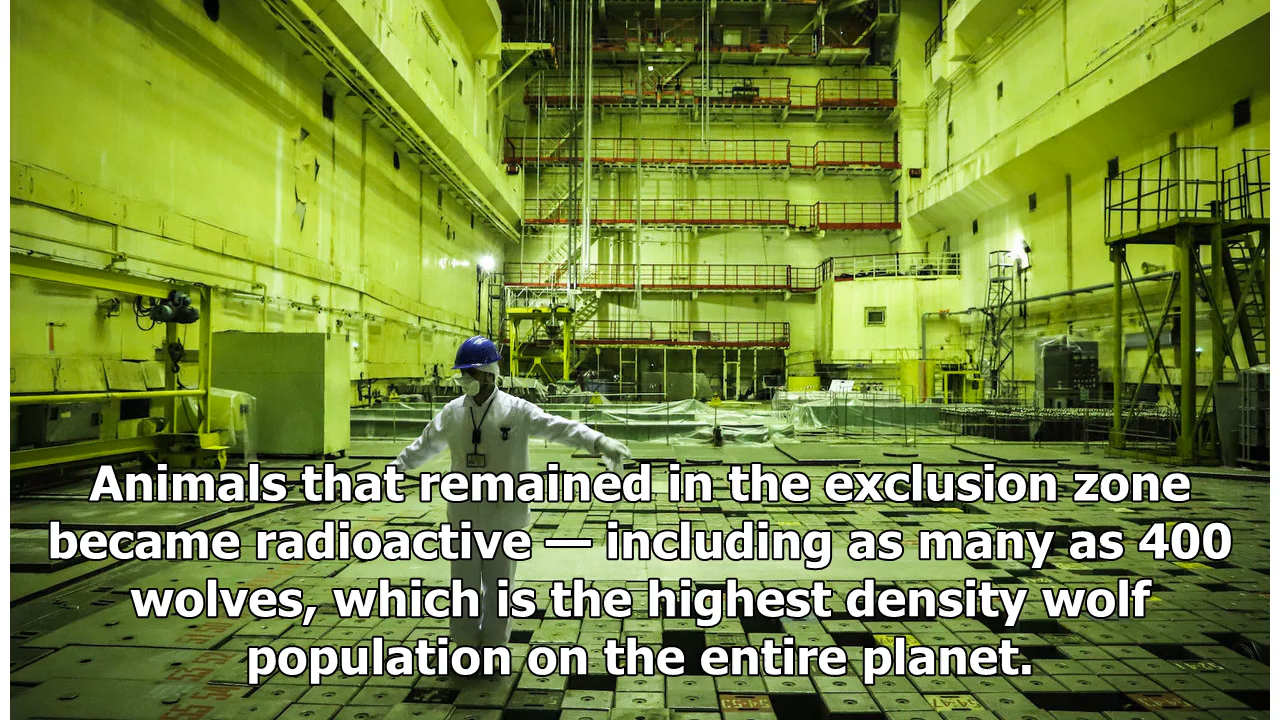 Animals that remained in the exclusion zone
became radioactive — including as many as 400
wolves, which is the highest density wolf
population on the entire planet.